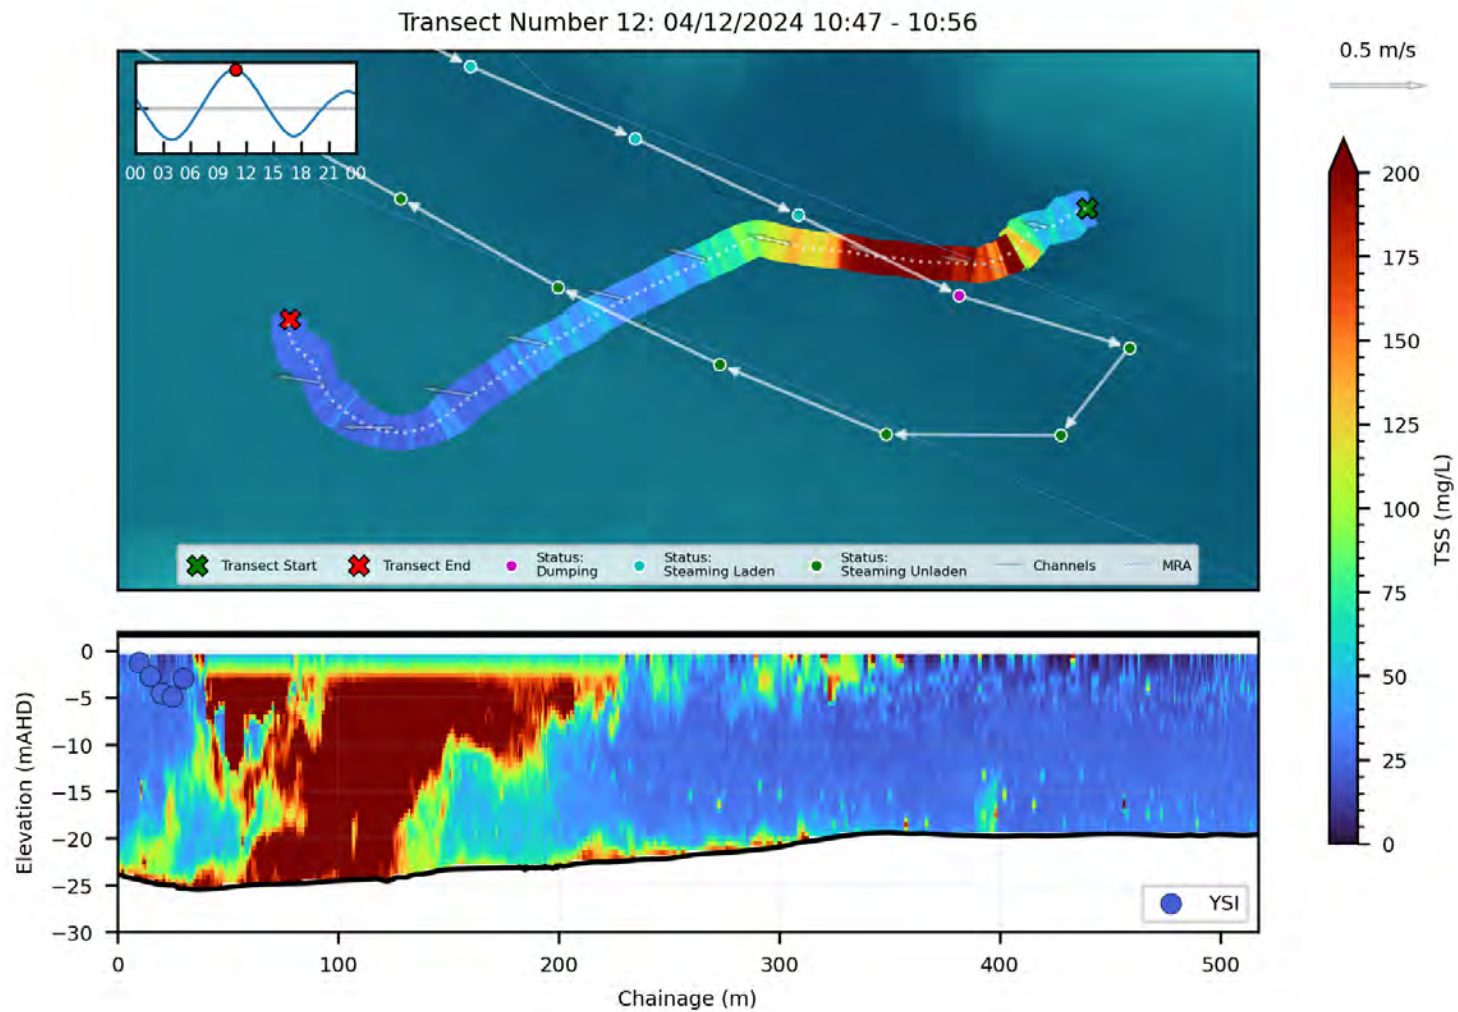 Transect Number 12: 04/12/2024 10:47 - 10:56
0.5 m/s
00 03 06 09 12 15 18 21 00
Transect Start
Transect End
Status:
Dumping
Status:
Steaming Laden
Status:
Steaming Unladen
Channels
MRA
200
175
150
125
100
75
50
25
0
TSS (mg/L)
0
−5
−10
−15
−20
−25
−30
Elevation (mAHD)
YSI
0 100 200 300 400 500
Chainage (m)